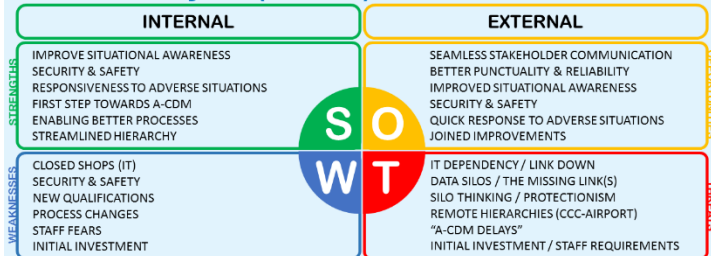 INTERNAL
EXTERNAL
STRENGTHS
IMPROVE SITUATIONAL AWARENESS
SECURITY & SAFETY
RESPONSIVENESS TO ADVERSE SITUATIONS
FIRST STEP TOWARDS A-CDM
ENABLING BETTER PROCESSES
STREAMLINED HIERARCHY
SEAMLESS STAKEHOLDER COMMUNICATION
BETTER PUNCTUALITY & RELIABILITY
IMPROVED SITUATIONAL AWARENESS
SECURITY & SAFETY
QUICK RESPONSE TO ADVERSE SITUATIONS
JOINED IMPROVEMENTS
S O
W T
WEAKNESSES
CLOSED SHOPS (IT)
SECURITY & SAFETY
NEW QUALIFICATIONS
PROCESS CHANGES
STAFF FEARS
INITIAL INVESTMENT
IT DEPENDENCY / LINK DOWN
DATA SILOS / THE MISSING LINK(S)
SILO THINKING / PROTECTIONISM
REMOTE HIERARCHIES (CCC-AIRPORT)
"A-CDM DELAYS"
INITIAL INVESTMENT / STAFF REQUIREMENTS